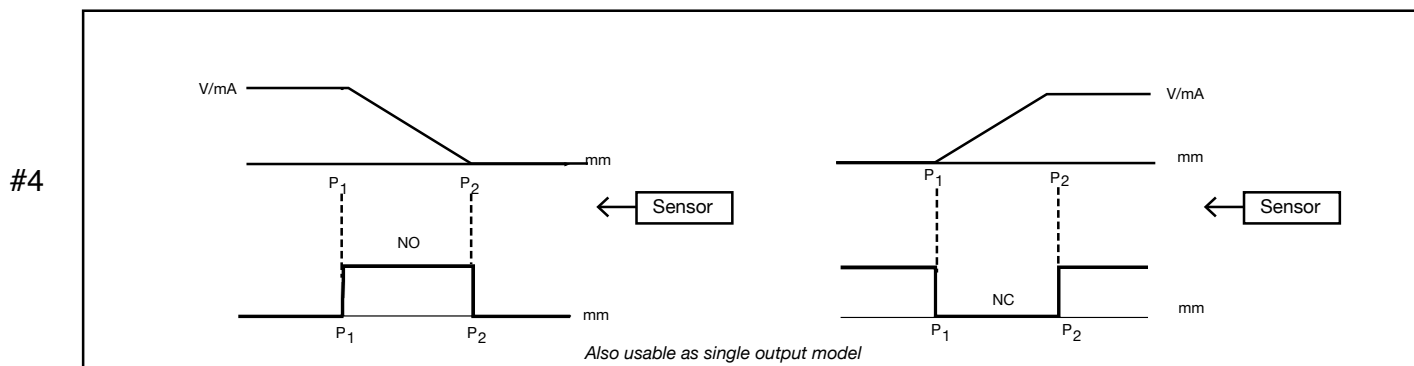 #4
V/mA
mm
P1 P2
Sensor
NO
mm
P1 P2
V/mA
mm
P1 P2
Sensor
NC
mm
P1 P2
Also usable as single output model